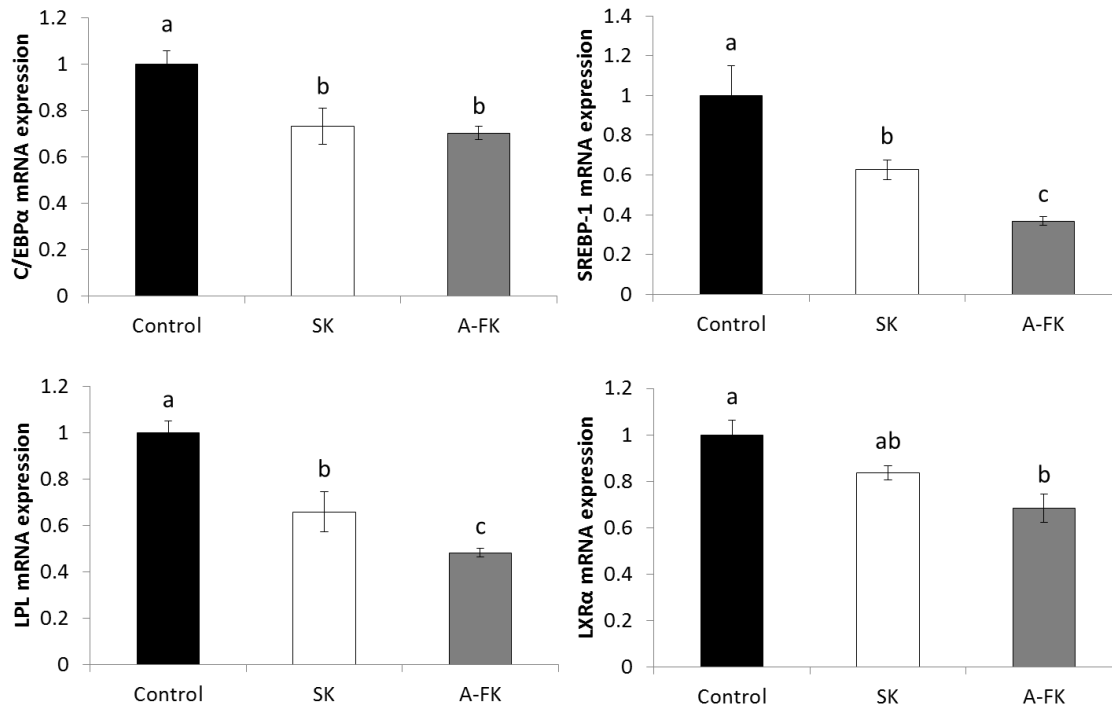 C/EBPα mRNA expression
1.2
1
0.8
0.6
0.4
0.2
0
a
b
b
Control SK A-FK
SREBP-1 mRNA expression
1.4
1.2
1
0.8
0.6
0.4
0.2
0
a
b
c
Control SK A-FK
LPL mRNA expression
1.2
1
0.8
0.6
0.4
0.2
0
a
b
c
Control SK A-FK
LXRα mRNA expression
1.2
1
0.8
0.6
0.4
0.2
0
a
ab
b
Control SK A-FK